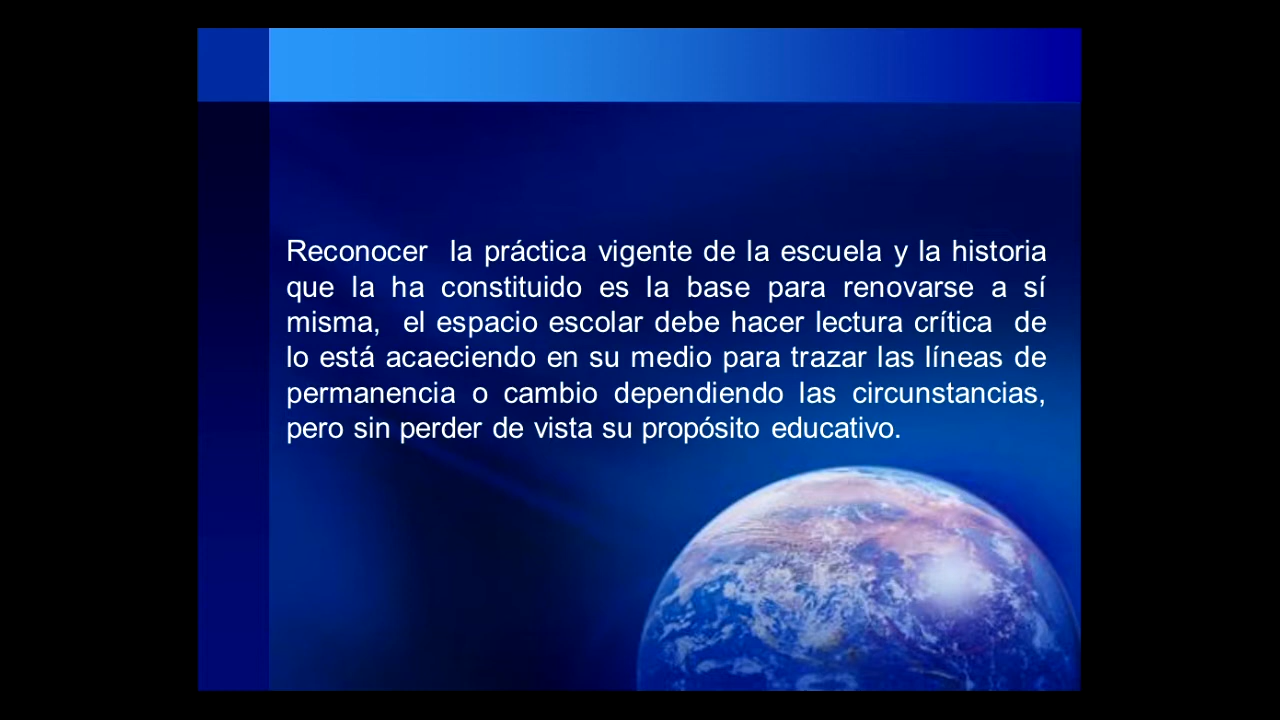 Reconocer la práctica vigente de la escuela y la historia
que la ha constituido es la base para renovarse a sí
misma, el espacio escolar debe hacer lectura crítica de
lo está acaeciendo en su medio para trazar las líneas de
permanencia o cambio dependiendo las circunstancias,
pero sin perder de vista su propósito educativo.